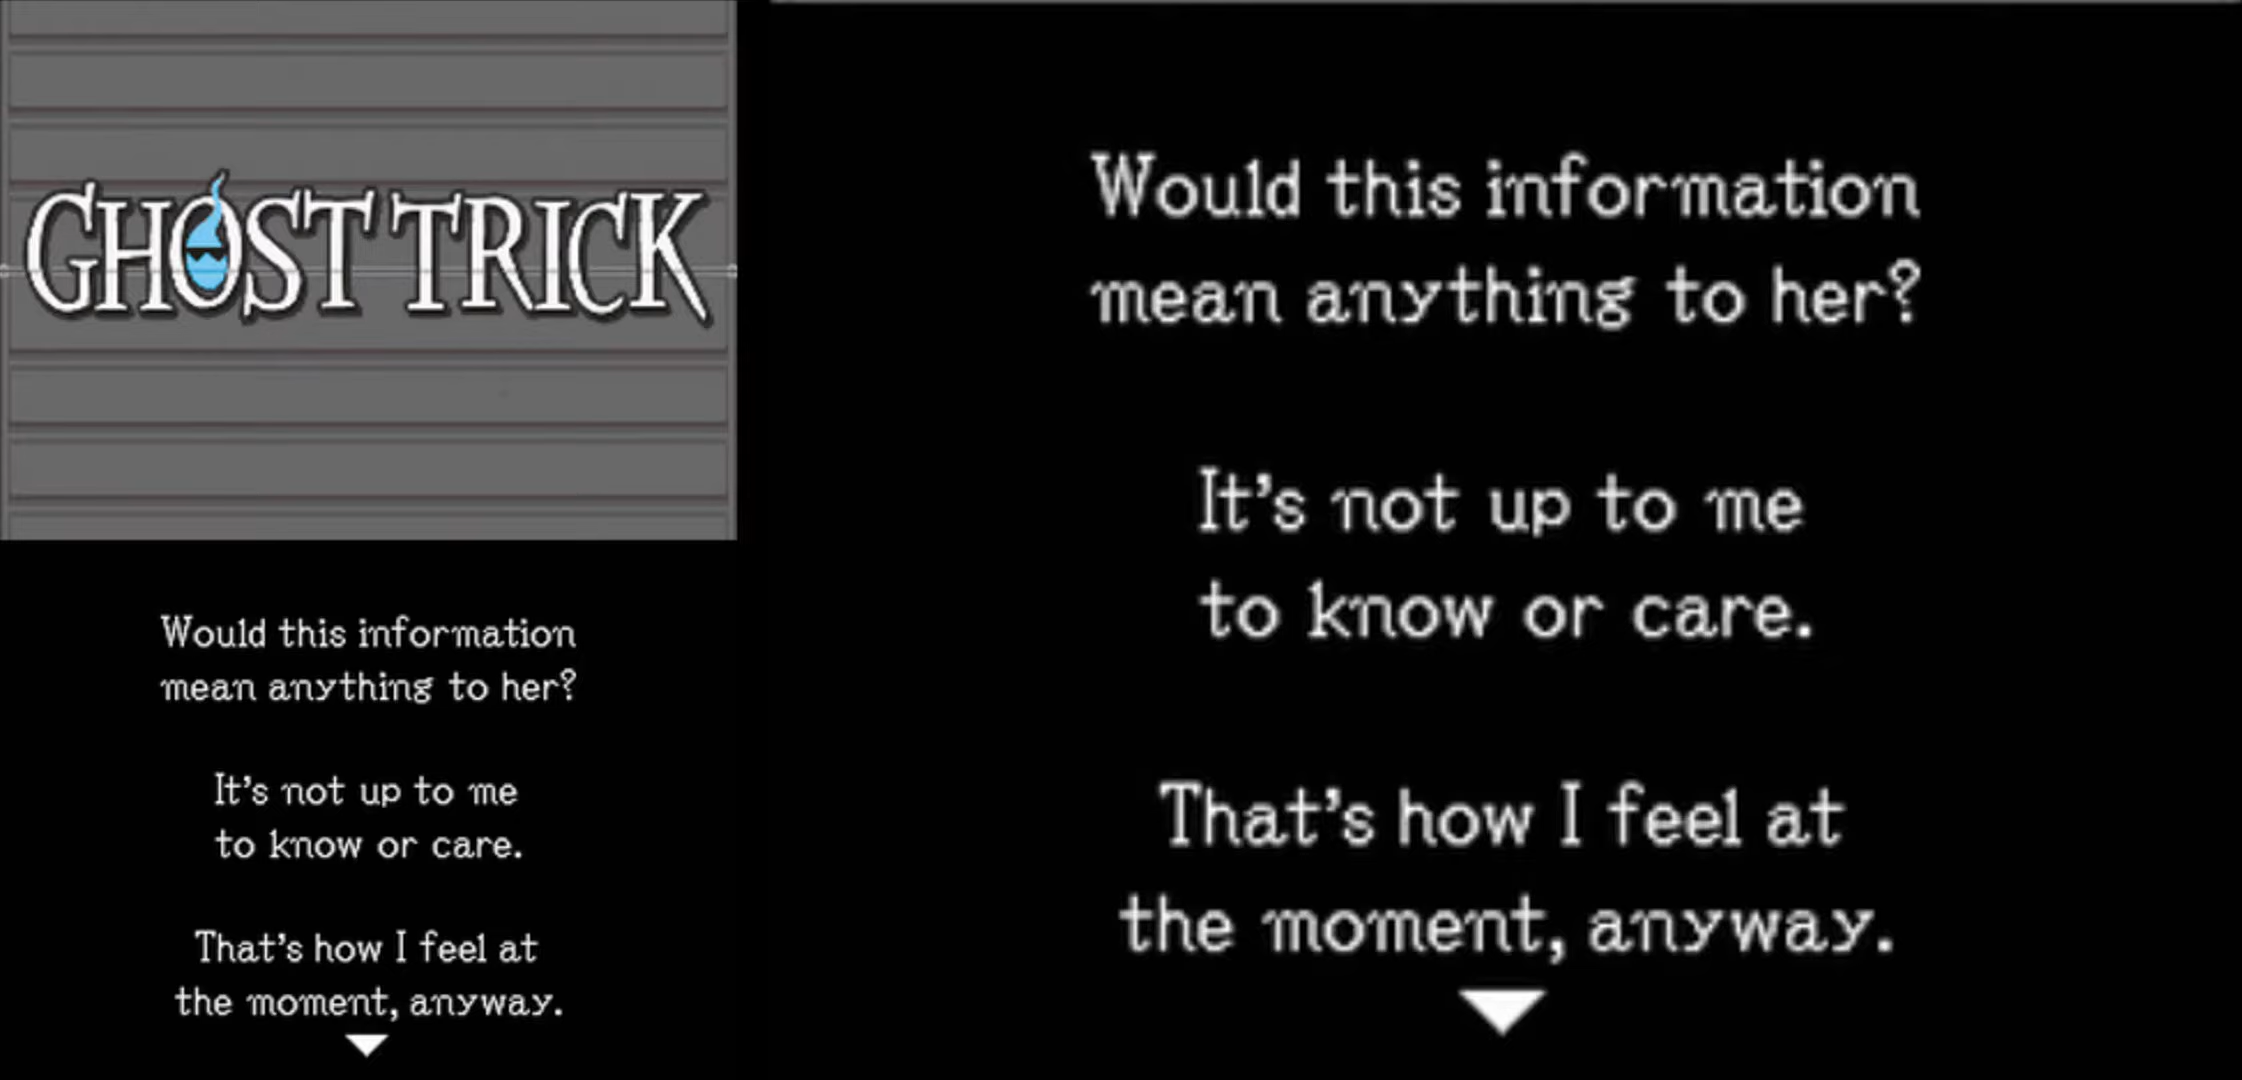 GHOST TRICK
Would this information
mean anything to her?
It's not up to me
to know or care.
That's how I feel at
the moment, anyway.
Would this information
mean anything to her?
It's not up to me
to know or care.
That's how I feel at
the moment, anyway.